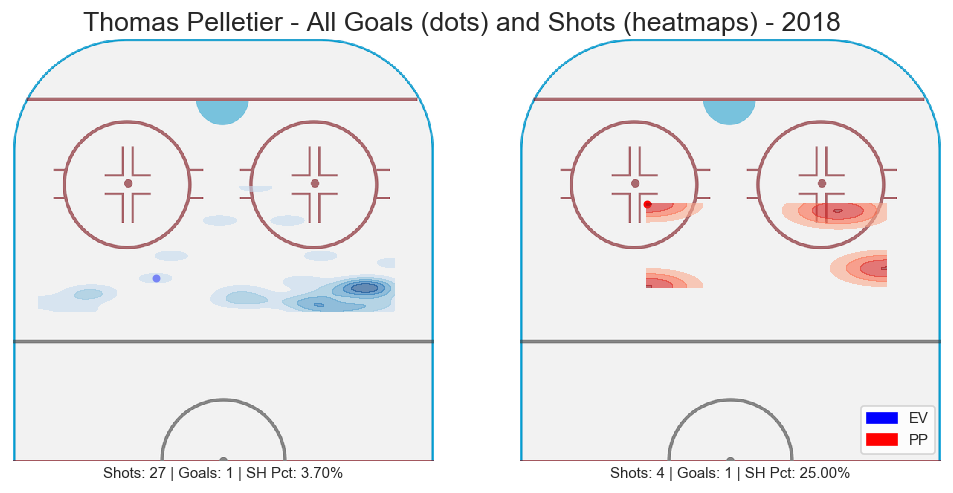 Thomas Pelletier - All Goals (dots) and Shots (heatmaps) - 2018
EV
PP
Shots: 27 | Goals: 1 | SH Pct: 3.70%
Shots: 4 | Goals: 1 | SH Pct: 25.00%